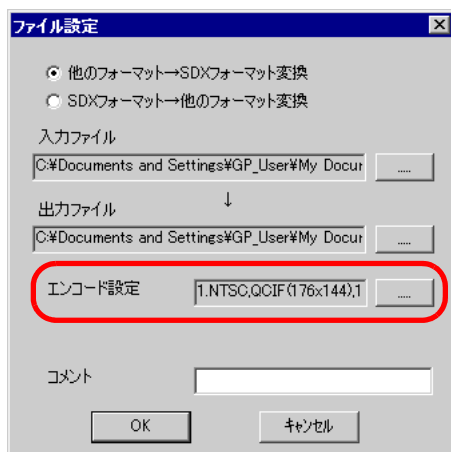 ファイル設定
他のフォーマット→SDXフォーマット変換
SDXフォーマット→他のフォーマット変換
入力ファイル
C:¥Documents and Settings¥GP_User¥My Docur .....
↓
出力ファイル
C:¥Documents and Settings¥GP_User¥My Docur .....
エンコード設定 1.NTSC,QCIF(176x144),1 .....
コメント
OK キャンセル